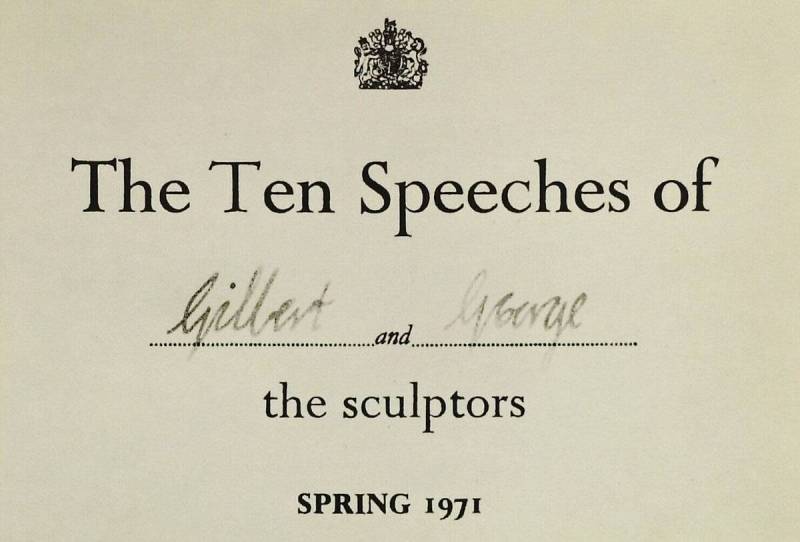 The Ten Speeches of
Gilbert and George
the sculptors
SPRING 1971